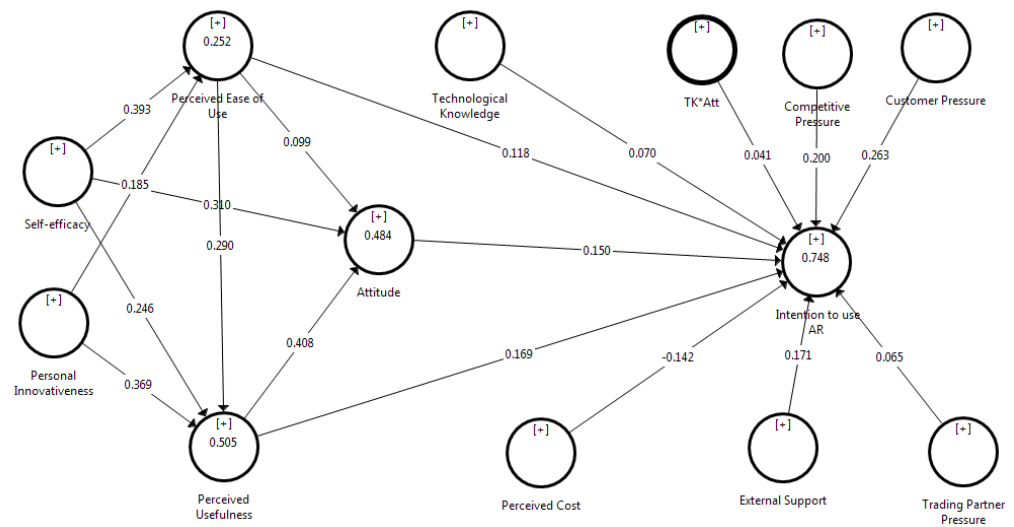 [+]
0.252
Perceived Ease of
Use
[+]
Technological
Knowledge
[+]
TK*Att
[+]
Competitive
Pressure
[+]
Customer Pressure
0.393
0.099
0.118
0.070
0.041
0.200
0.263
[+]
Self-efficacy
0.185
0.310
[+]
0.484
Attitude
0.290
0.150
[+]
0.748
Intention to use
AR
[+]
Personal
Innovativeness
0.246
0.408
0.369
0.169
-0.142
0.171
0.065
[+]
0.505
Perceived
Usefulness
[+]
Perceived Cost
[+]
External Support
[+]
Trading Partner
Pressure